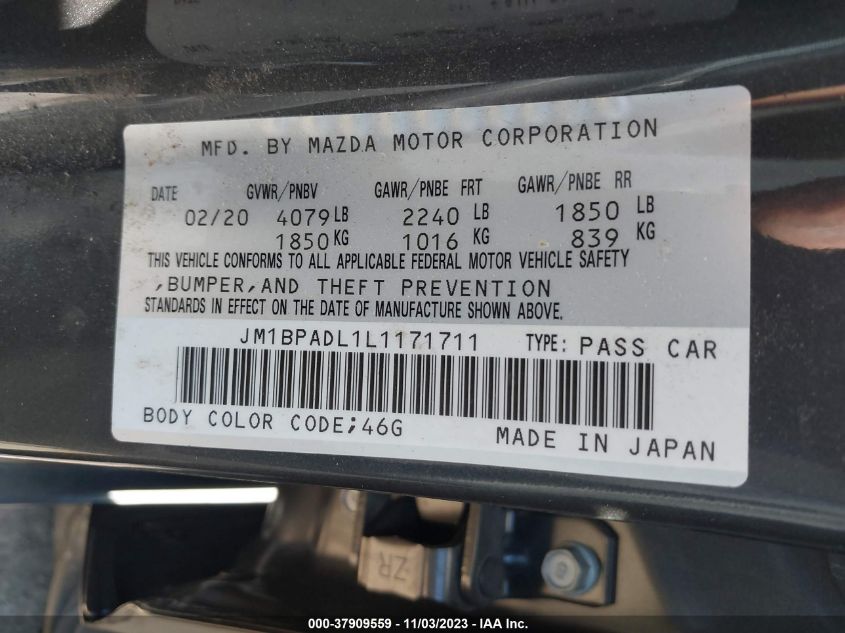 MFD. BY MAZDA MOTOR CORPORATION
DATE GVWR/PNBV GAWR/PNBE FRT GAWR/PNBE RR
02/20 4079 LB 2240 LB 1850 LB
1850 KG 1016 KG 839 KG
THIS VEHICLE CONFORMS TO ALL APPLICABLE FEDERAL MOTOR VEHICLE SAFETY
,BUMPER,AND THEFT PREVENTION
STANDARDS IN EFFECT ON THE DATE OF MANUFACTURE SHOWN ABOVE.
JM1BPADL1L1171711 TYPE: PASS CAR
BODY COLOR CODE;46G
MADE IN JAPAN
ZR
000-37909559 - 11/03/2023 - IAA Inc.